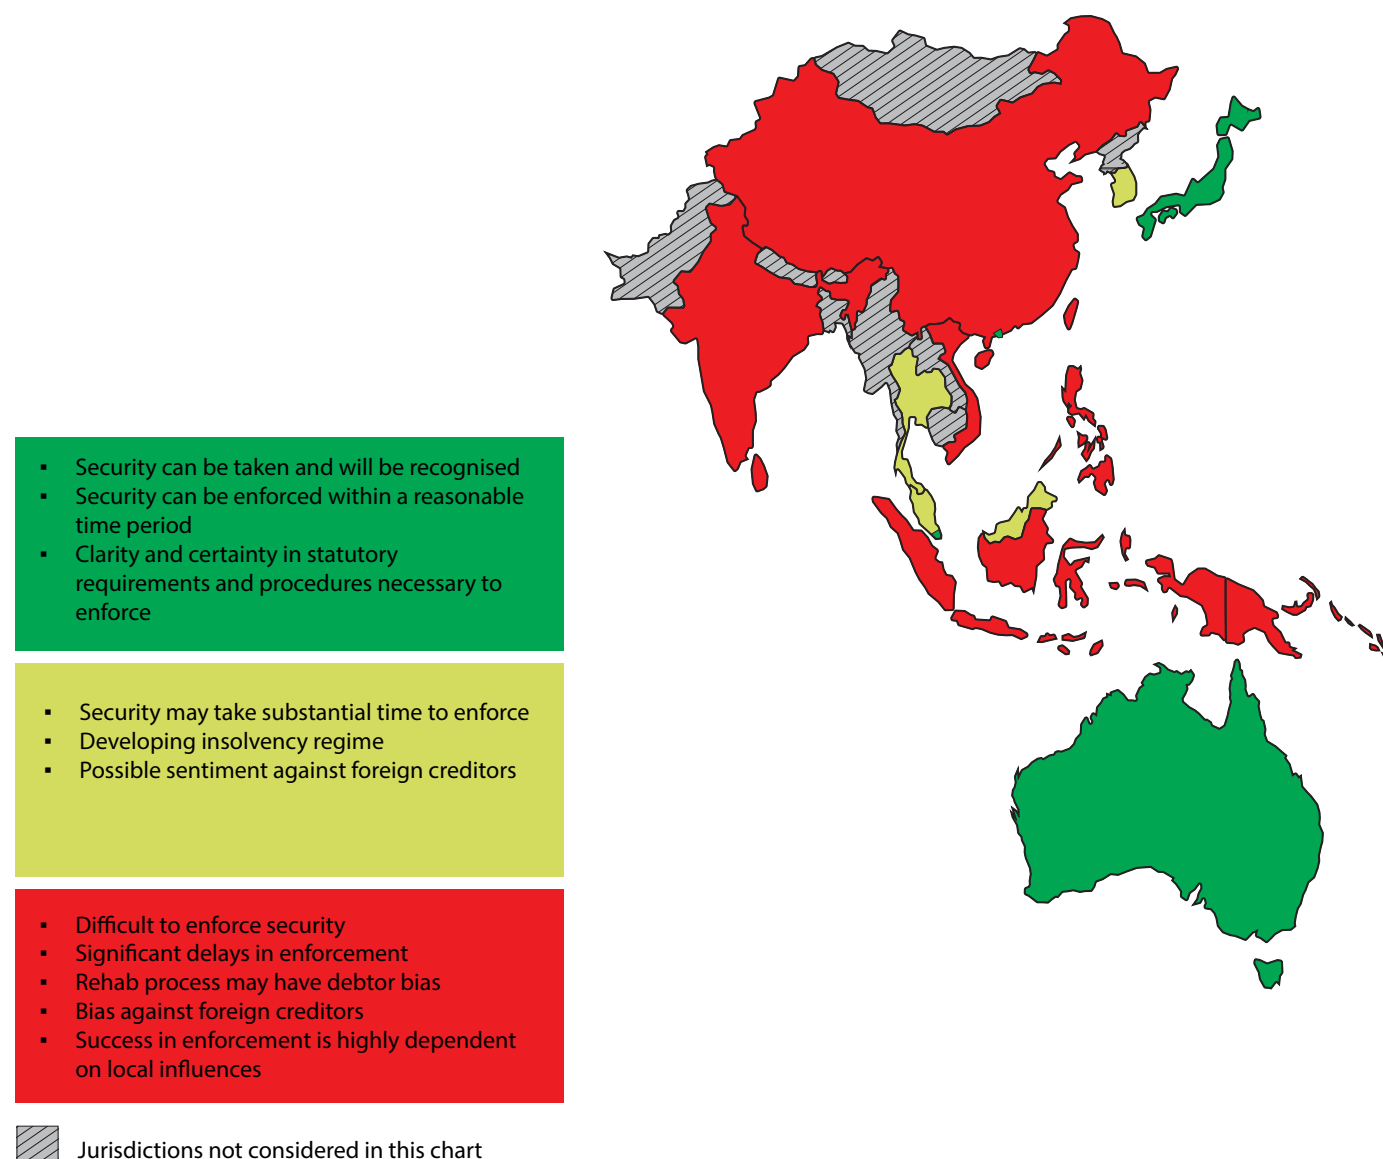 ▪ Security can be taken and will be recognised
▪ Security can be enforced within a reasonable
time period
▪ Clarity and certainty in statutory
requirements and procedures necessary to
enforce
▪ Security may take substantial time to enforce
▪ Developing insolvency regime
▪ Possible sentiment against foreign creditors
▪ Difficult to enforce security
▪ Significant delays in enforcement
▪ Rehab process may have debtor bias
▪ Bias against foreign creditors
▪ Success in enforcement is highly dependent
on local influences
Jurisdictions not considered in this chart